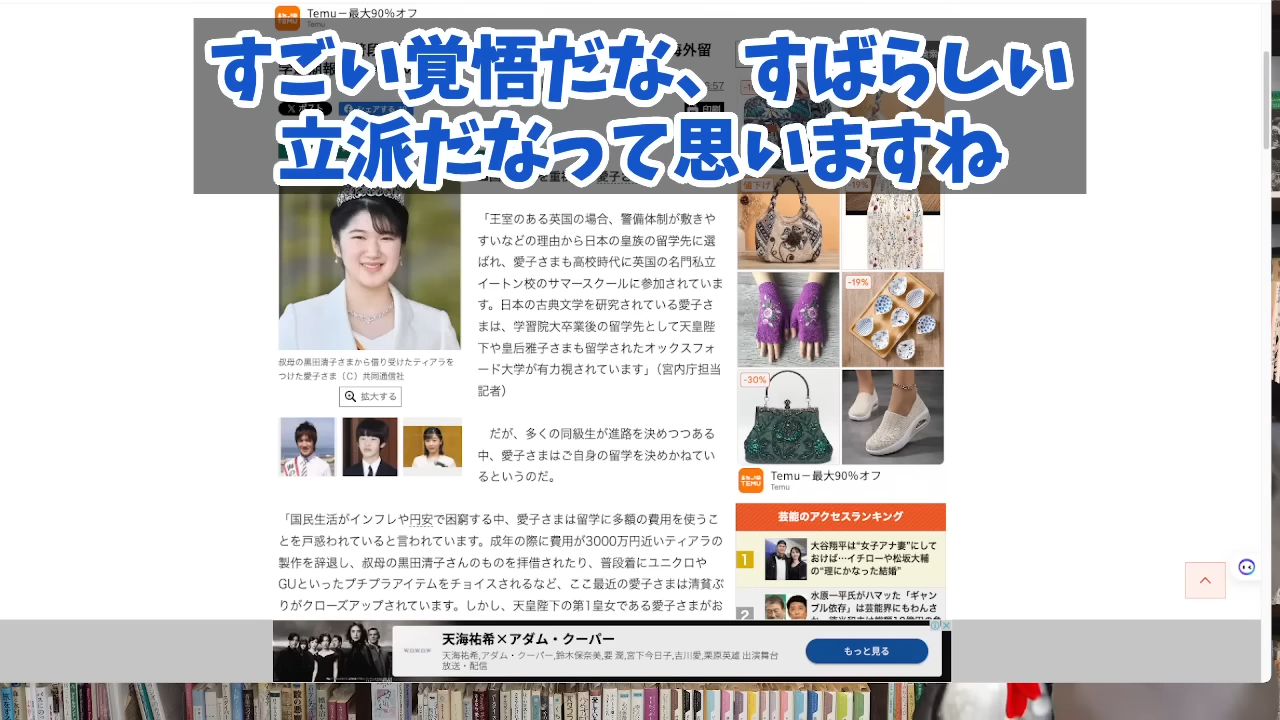 Temu－最大90％オフ
Temu
すごい覚悟だな、すばらしい
立派だなって思いますね
海外留
ポスト
シェアする
:57
印刷
「王室のある英国の場合、警備体制が敷きや
すいなどの理由から日本の皇族の留学先に選
ばれ、愛子さまも高校時代に英国の名門私立
イートン校のサマースクールに参加されていま
す。日本の古典文学を研究されている愛子さ
まは、学習院大卒業後の留学先として天皇陛
下や皇后雅子さまも留学されたオックスフォ
ード大学が有力視されています」（宮内庁担当
記者）
だが、多くの同級生が進路を決めつつある
中、愛子さまはご自身の留学を決めかねてい
るというのだ。
叔母の黒田清子さまから借り受けたティアラを
つけた愛子さま（C）共同通信社
拡大する
「国民生活がインフレや円安で困窮する中、愛子さまは留学に多額の費用を使うこ
とを戸惑われていると言われています。成年の際に費用が3000万円近いティアラの
製作を辞退し、叔母の黒田清子さんのものを拝借されたり、普段着にユニクロや
GUといったプチプラアイテムをチョイスされるなど、ここ最近の愛子さまは清貧ぶ
りがクローズアップされています。しかし、天皇陛下の第1皇女である愛子さまがお
値下げ
-19%
-19%
-30%
Temu－最大90％オフ
Temu
芸能のアクセスランキング
1
大谷翔平は“女子アナ妻”にして
おけば…イチローや松坂大輔
の“理にかなった結婚”
2
水原一平氏がハマッた「ギャン
ブル依存」は芸能界にもわんさ
WOWOW
天海祐希×アダム・クーパー
天海祐希,アダム・クーパー,鈴木保奈美,要 潤,宮下今日子,吉川愛,栗原英雄 出演舞台
放送・配信
もっと見る